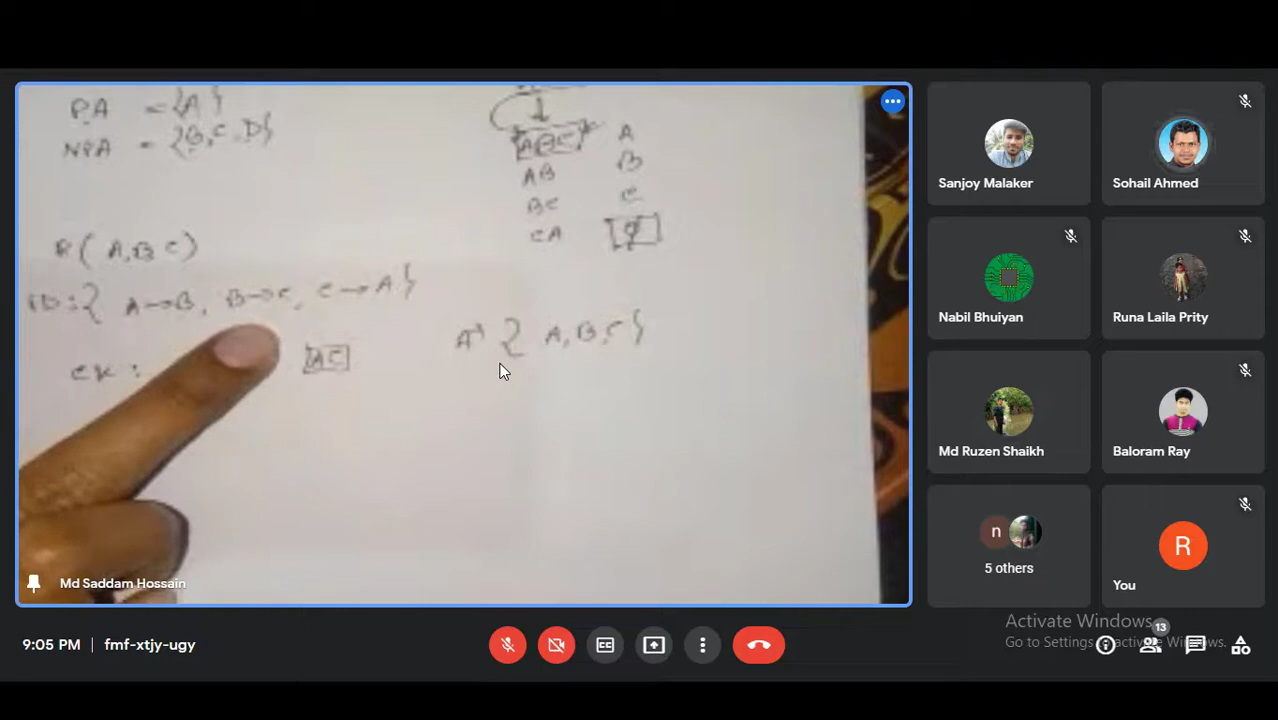 P.A = {A}
NPA = {B, C, D}
ABC A
AB B
BC C
CA φ
R( A, B C)
FD: { A→B, B→C, C→A}
CK :
AC
A+ { A, B, C }
Md Saddam Hossain
Sanjoy Malaker
Sohail Ahmed
Nabil Bhuiyan
Runa Laila Prity
Md Ruzen Shaikh
Baloram Ray
n
5 others
R
You
Activate Windows
Go to Settings to activate Windows.
9:05 PM | fmf-xtjy-ugy
CC
13